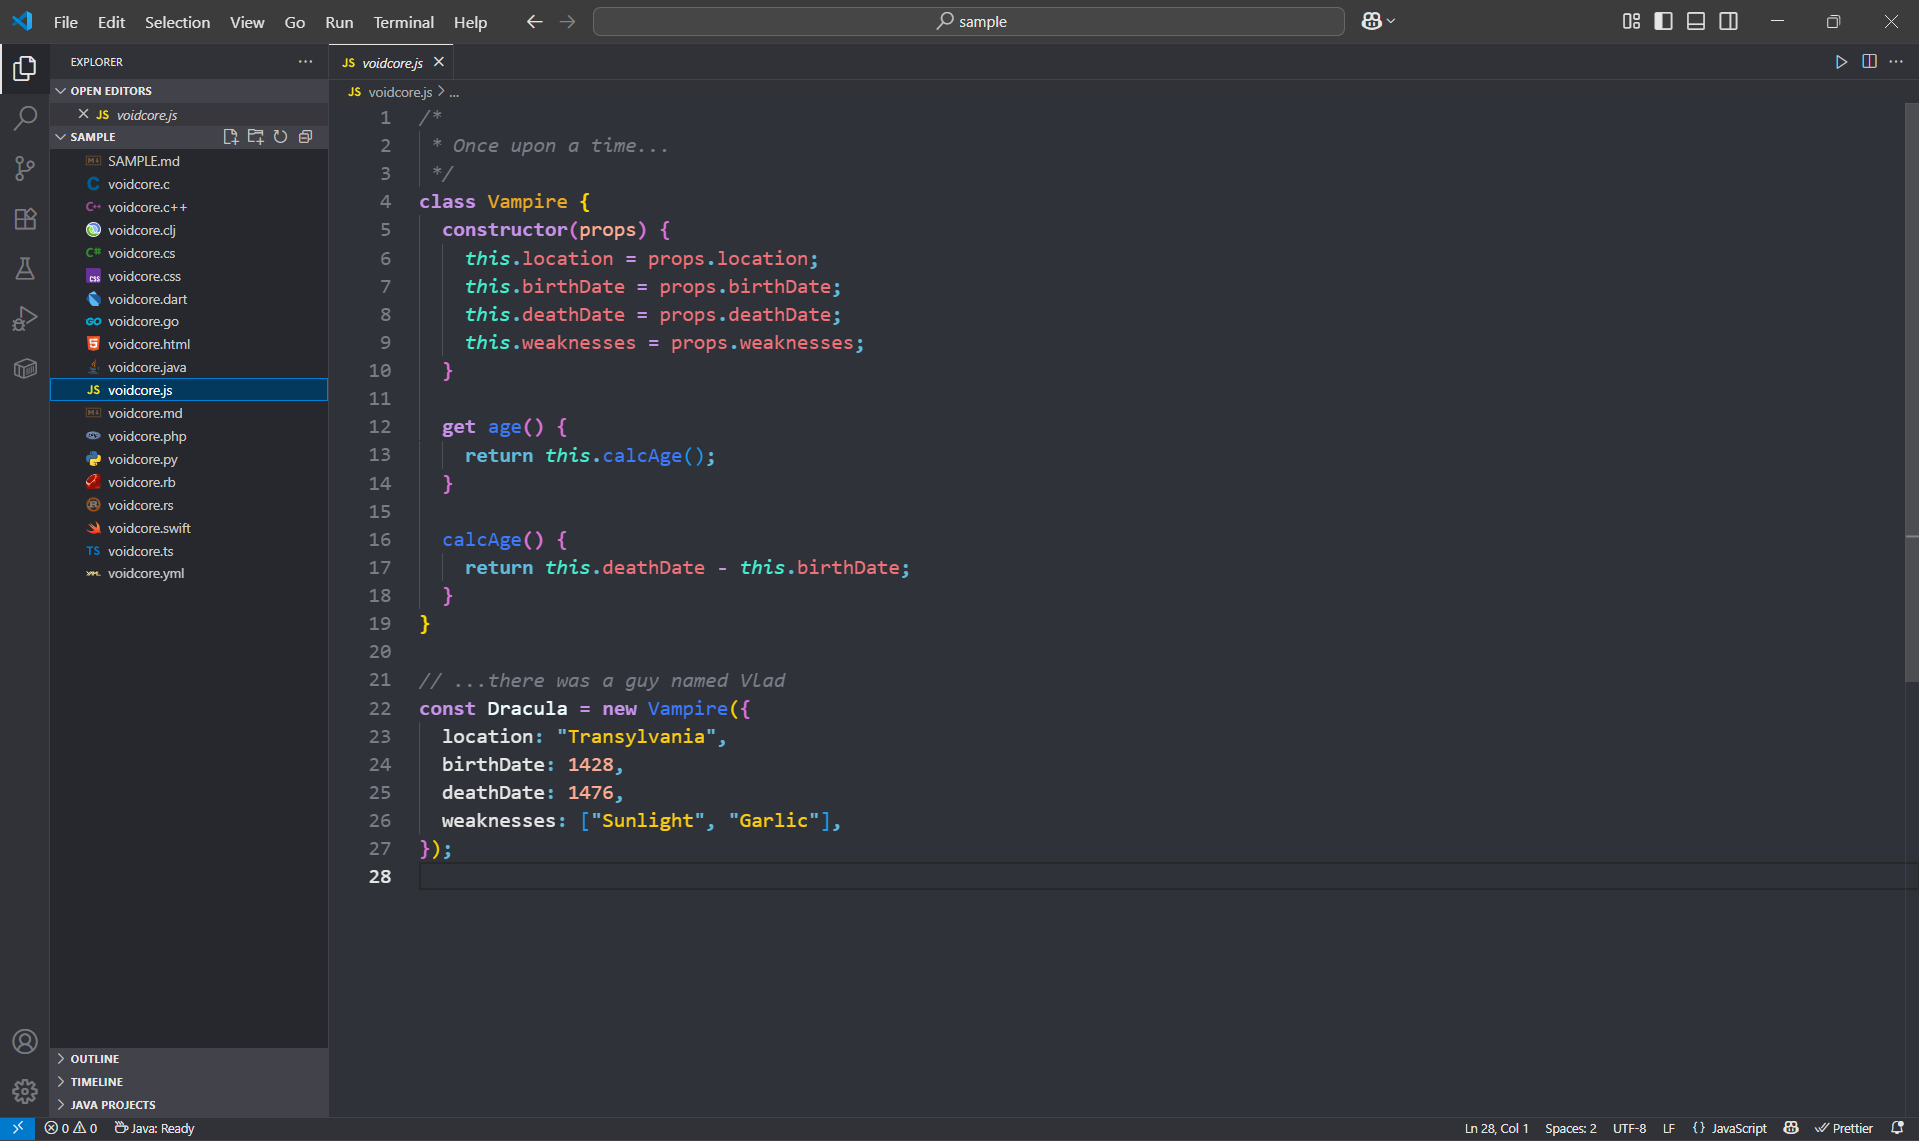 File Edit Selection View Go Run Terminal Help
sample
EXPLORER
OPEN EDITORS
JS voidcore.js
SAMPLE
SAMPLE.md
C voidcore.c
C++ voidcore.c++
voidcore.clj
C# voidcore.cs
CSS voidcore.css
voidcore.dart
GO voidcore.go
5 voidcore.html
voidcore.java
JS voidcore.js
voidcore.md
php voidcore.php
voidcore.py
voidcore.rb
voidcore.rs
voidcore.swift
TS voidcore.ts
YAML voidcore.yml
OUTLINE
TIMELINE
JAVA PROJECTS
JS voidcore.js
JS voidcore.js > ...
1 /*
2  * Once upon a time...
3  */
4 class Vampire {
5   constructor(props) {
6     this.location = props.location;
7     this.birthDate = props.birthDate;
8     this.deathDate = props.deathDate;
9     this.weaknesses = props.weaknesses;
10   }
11
12   get age() {
13     return this.calcAge();
14   }
15
16   calcAge() {
17     return this.deathDate - this.birthDate;
18   }
19 }
20
21 // ...there was a guy named Vlad
22 const Dracula = new Vampire({
23   location: "Transylvania",
24   birthDate: 1428,
25   deathDate: 1476,
26   weaknesses: ["Sunlight", "Garlic"],
27 });
28
0 0 Java: Ready Ln 28, Col 1 Spaces: 2 UTF-8 LF {} JavaScript Prettier